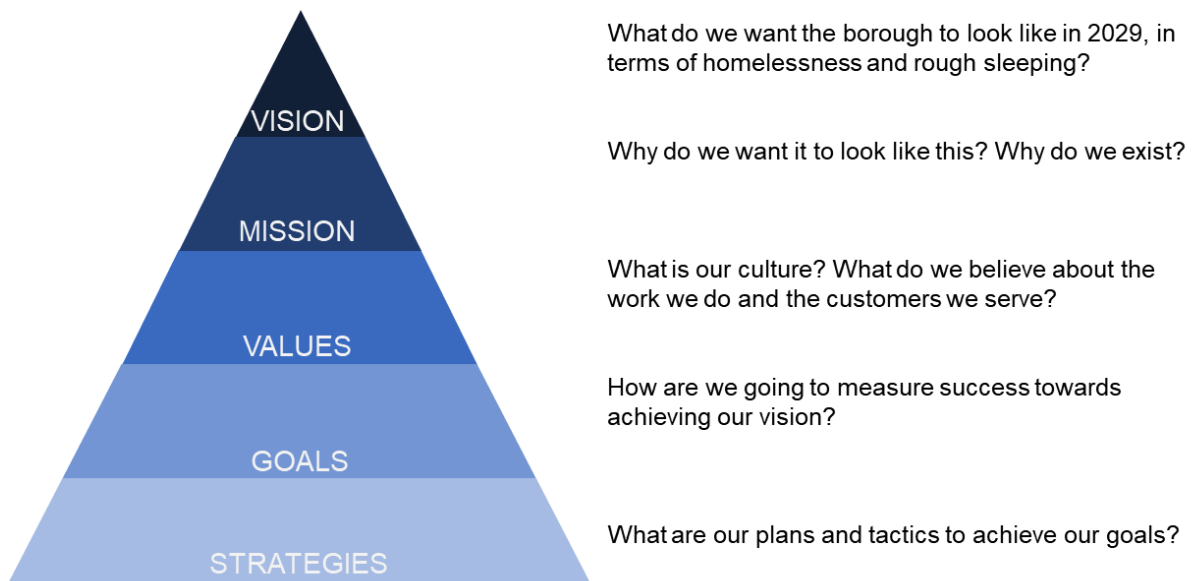 What do we want the borough to look like in 2029, in
terms of homelessness and rough sleeping?
VISION
Why do we want it to look like this? Why do we exist?
MISSION
What is our culture? What do we believe about the
work we do and the customers we serve?
VALUES
How are we going to measure success towards
achieving our vision?
GOALS
What are our plans and tactics to achieve our goals?
STRATEGIES